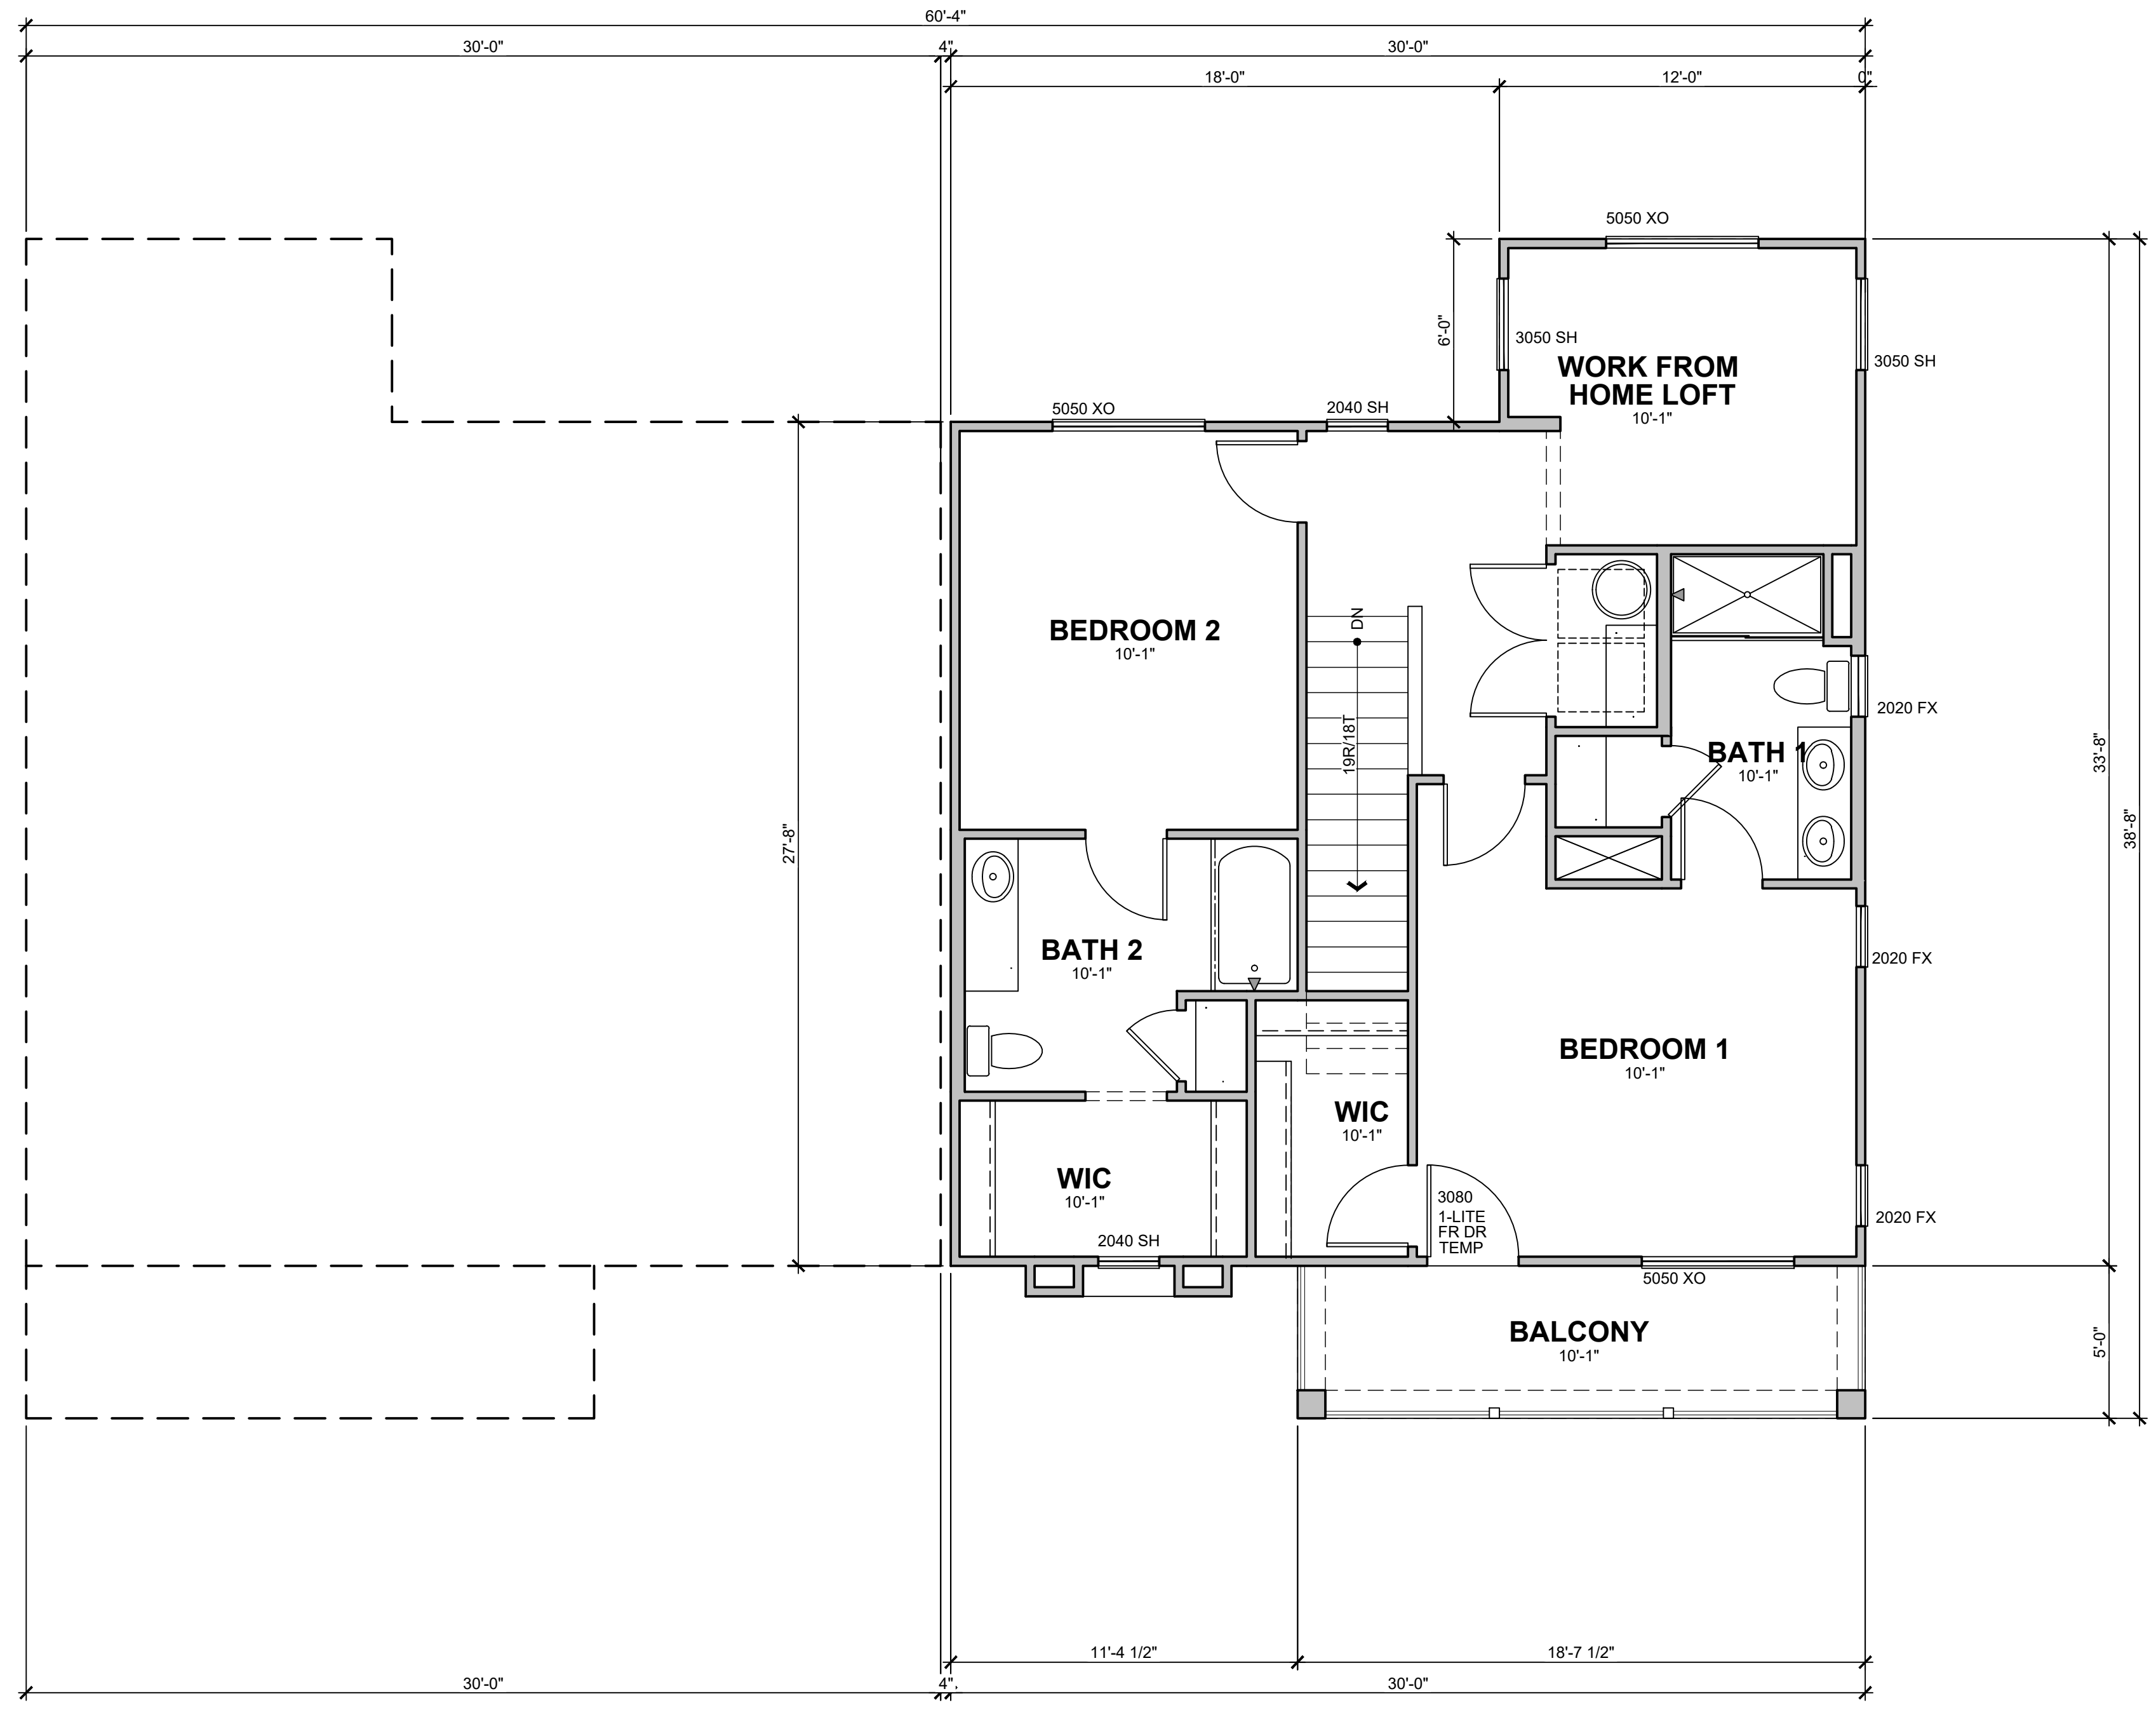 60'-4"
30'-0"
4"
30'-0"
18'-0"
12'-0"
0"
5050 XO
6'-0"
3050 SH
WORK FROM
HOME LOFT
10'-1"
3050 SH
5050 XO
2040 SH
BEDROOM 2
10'-1"
DN
19R/18T
2020 FX
BATH 1
10'-1"
33'-8"
38'-8"
27'-8"
BATH 2
10'-1"
2020 FX
BEDROOM 1
10'-1"
WIC
10'-1"
WIC
10'-1"
3080
1-LITE
FR DR
TEMP
2020 FX
2040 SH
5050 XO
BALCONY
10'-1"
5'-0"
11'-4 1/2"
18'-7 1/2"
30'-0"
4"
30'-0"